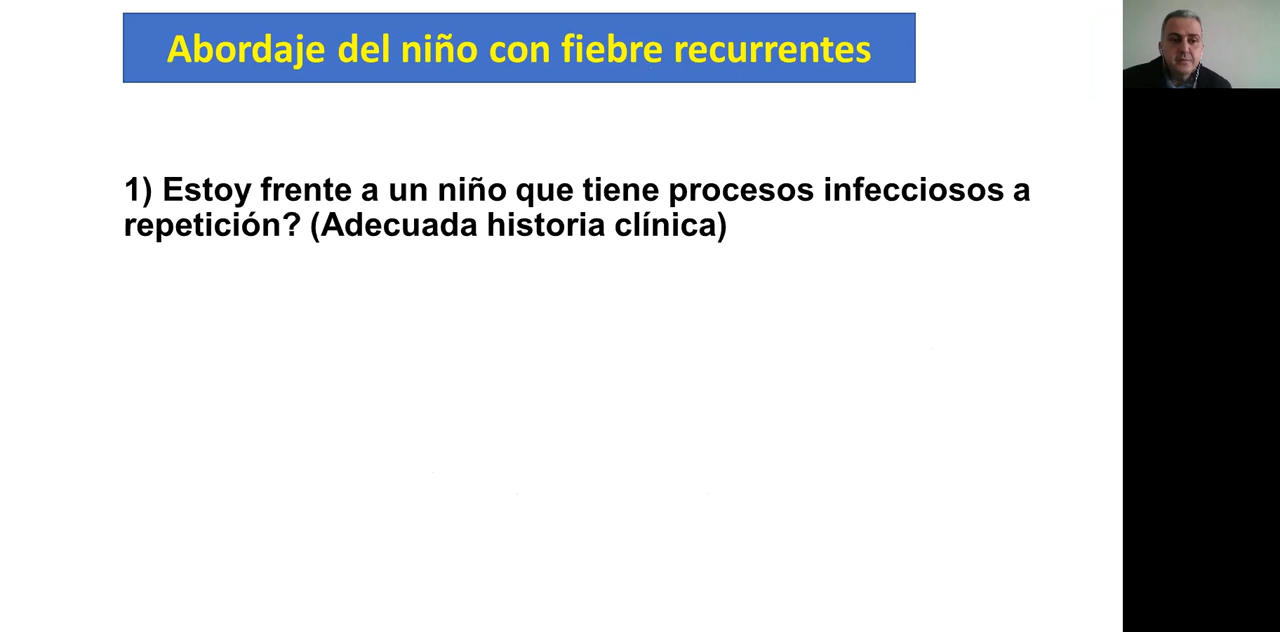 Abordaje del niño con fiebre recurrentes
1) Estoy frente a un niño que tiene procesos infecciosos a
repetición? (Adecuada historia clínica)